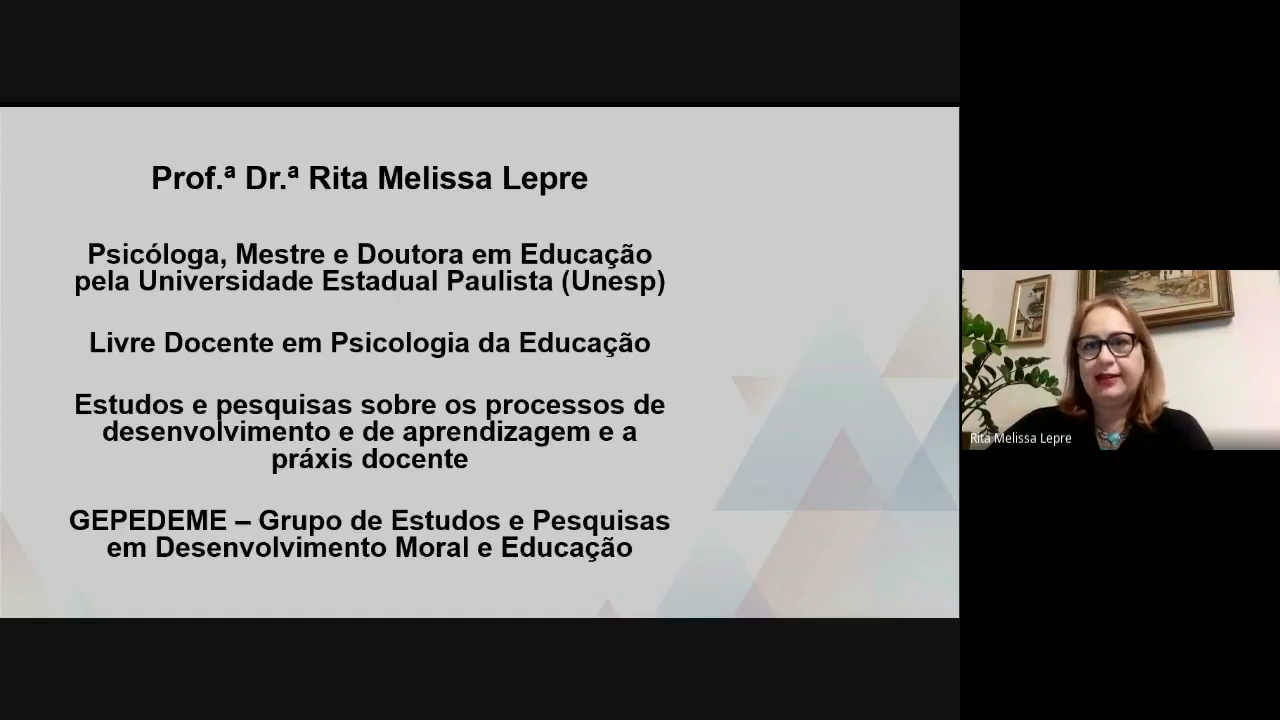 Prof.ª Dr.ª Rita Melissa Lepre
Psicóloga, Mestre e Doutora em Educação
pela Universidade Estadual Paulista (Unesp)
Livre Docente em Psicologia da Educação
Estudos e pesquisas sobre os processos de
desenvolvimento e de aprendizagem e a
práxis docente
GEPEDEME – Grupo de Estudos e Pesquisas
em Desenvolvimento Moral e Educação
Rita Melissa Lepre